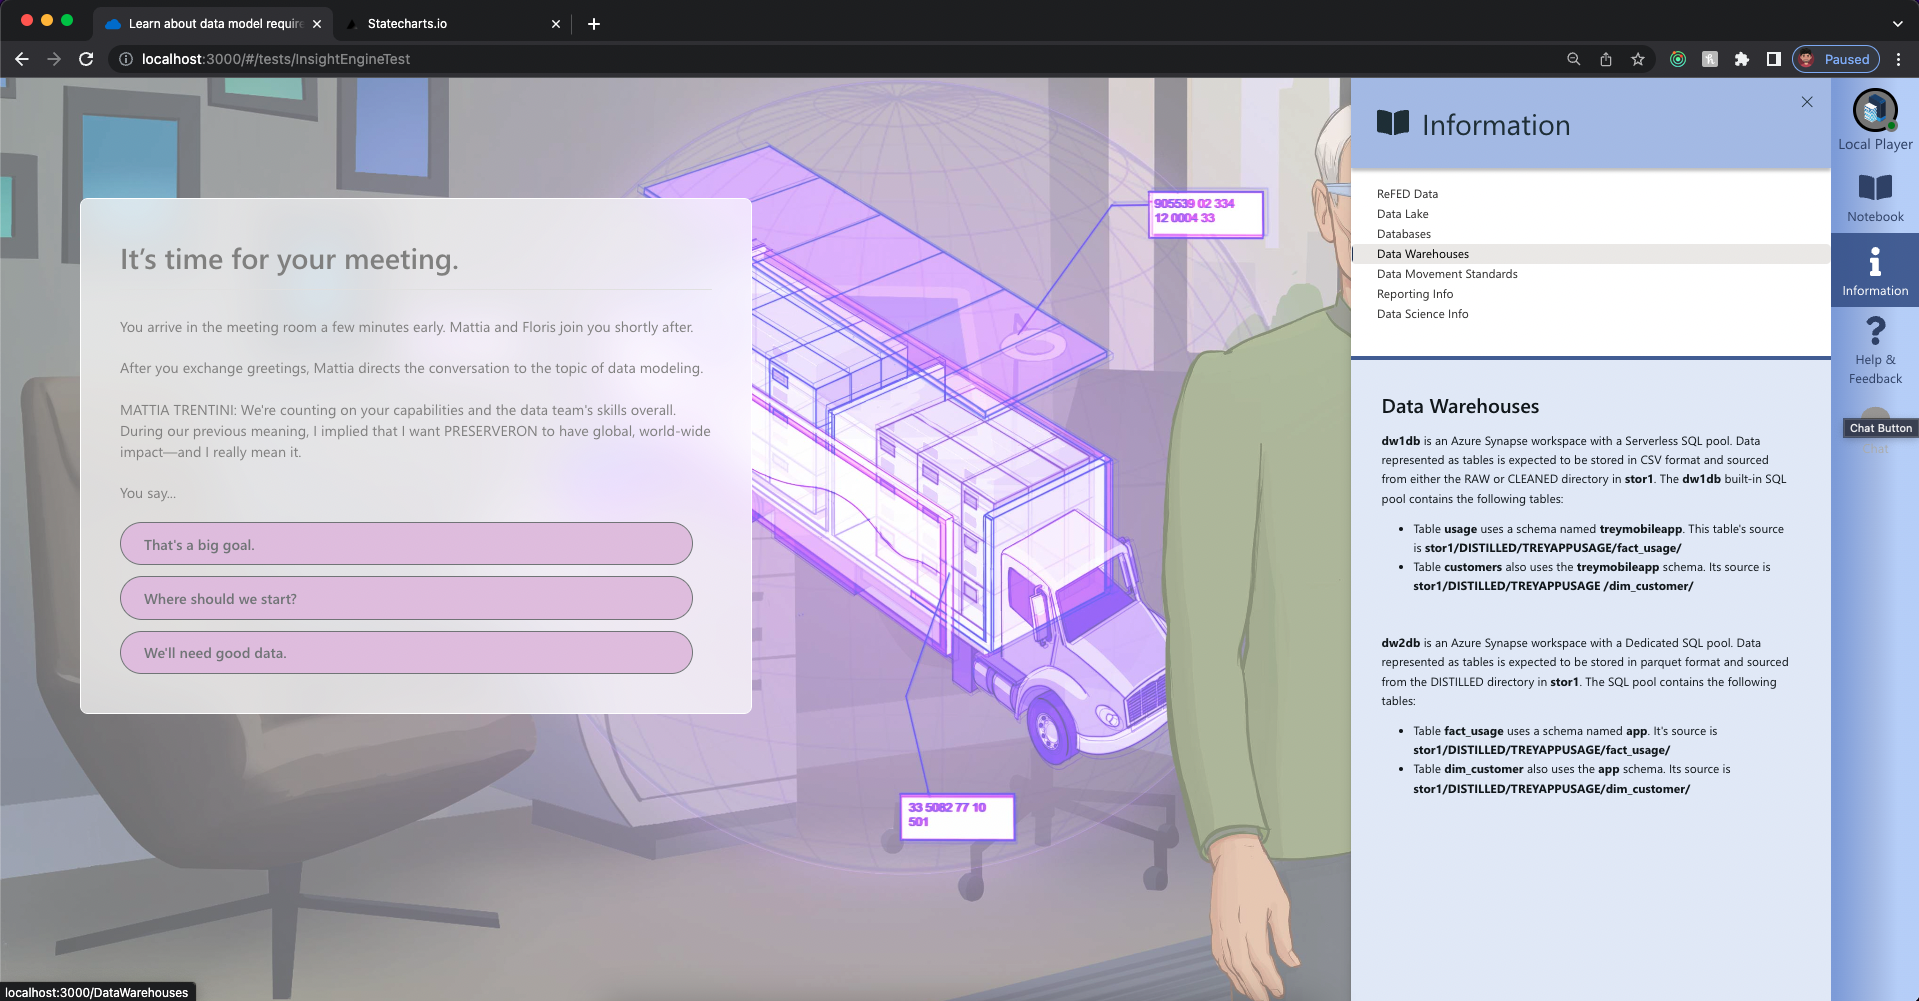 Learn about data model require
Statecharts.io
localhost:3000/#/tests/InsightEngineTest
Paused
It’s time for your meeting.
You arrive in the meeting room a few minutes early. Mattia and Floris join you shortly after.
After you exchange greetings, Mattia directs the conversation to the topic of data modeling.
MATTIA TRENTINI: We're counting on your capabilities and the data team's skills overall.
During our previous meaning, I implied that I want PRESERVERON to have global, world-wide
impact—and I really mean it.
You say...
That's a big goal.
Where should we start?
We'll need good data.
905539 02 334
12 0004 33
33 5082 77 10
501
Information
ReFED Data
Data Lake
Databases
Data Warehouses
Data Movement Standards
Reporting Info
Data Science Info
Data Warehouses
dw1db is an Azure Synapse workspace with a Serverless SQL pool. Data
represented as tables is expected to be stored in CSV format and sourced
from either the RAW or CLEANED directory in stor1. The dw1db built-in SQL
pool contains the following tables:
• Table usage uses a schema named treymobileapp. This table's source
is stor1/DISTILLED/TREYAPPUSAGE/fact_usage/
• Table customers also uses the treymobileapp schema. Its source is
stor1/DISTILLED/TREYAPPUSAGE /dim_customer/
dw2db is an Azure Synapse workspace with a Dedicated SQL pool. Data
represented as tables is expected to be stored in parquet format and sourced
from the DISTILLED directory in stor1. The SQL pool contains the following
tables:
• Table fact_usage uses a schema named app. It's source is
stor1/DISTILLED/TREYAPPUSAGE/fact_usage/
• Table dim_customer also uses the app schema. Its source is
stor1/DISTILLED/TREYAPPUSAGE/dim_customer/
Local Player
Notebook
Information
Help &
Feedback
Chat Button
Chat
localhost:3000/DataWarehouses